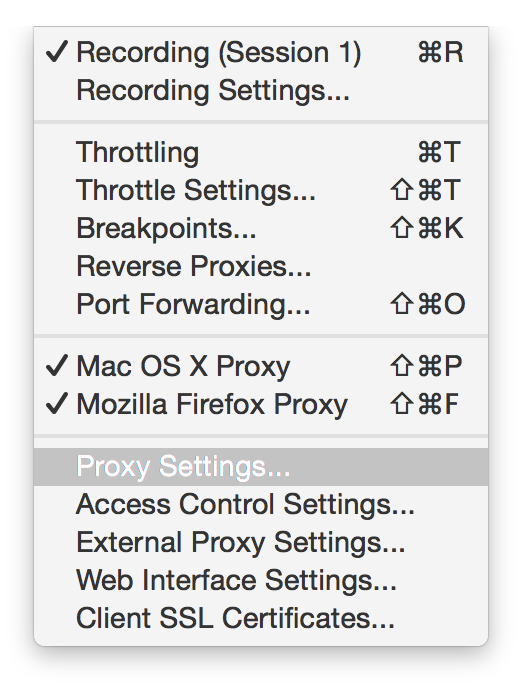 ✓ Recording (Session 1) ⌘R
Recording Settings...
Throttling ⌘T
Throttle Settings... ⇧⌘T
Breakpoints... ⇧⌘K
Reverse Proxies...
Port Forwarding... ⇧⌘O
✓ Mac OS X Proxy ⇧⌘P
✓ Mozilla Firefox Proxy ⇧⌘F
Proxy Settings...
Access Control Settings...
External Proxy Settings...
Web Interface Settings...
Client SSL Certificates...